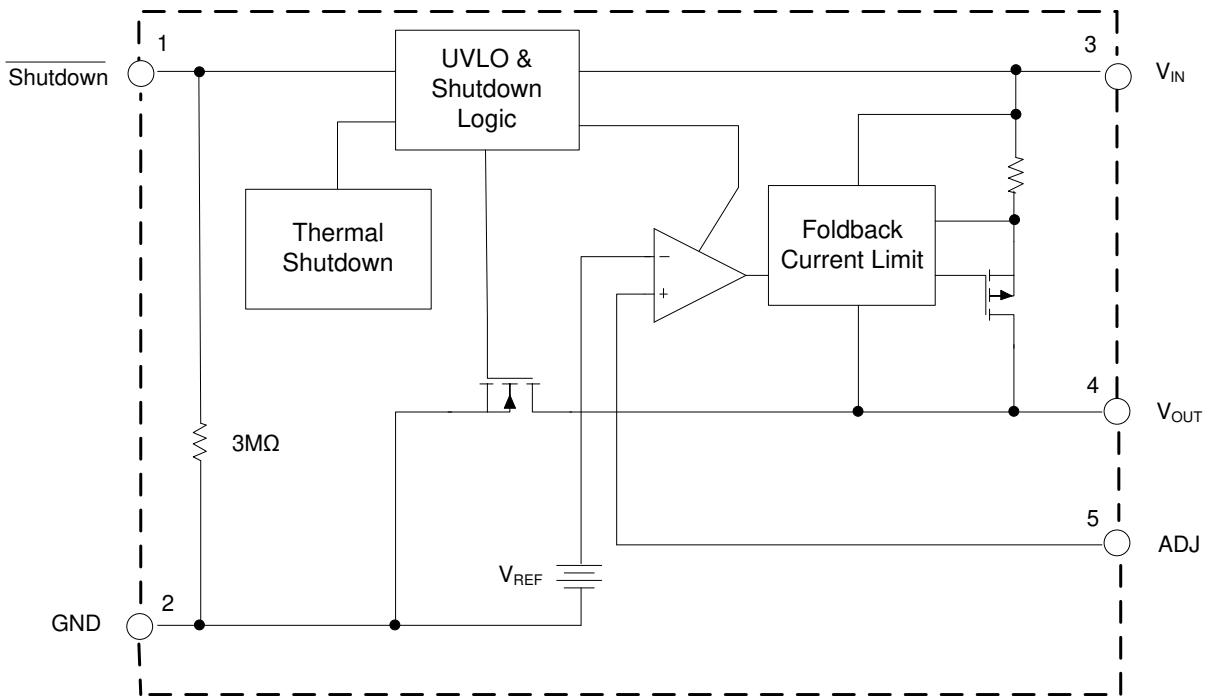 1
Shutdown
UVLO &
Shutdown
Logic
3
VIN
Thermal
Shutdown
Foldback
Current Limit
−
+
4
VOUT
3MΩ
5
ADJ
VREF
2
GND